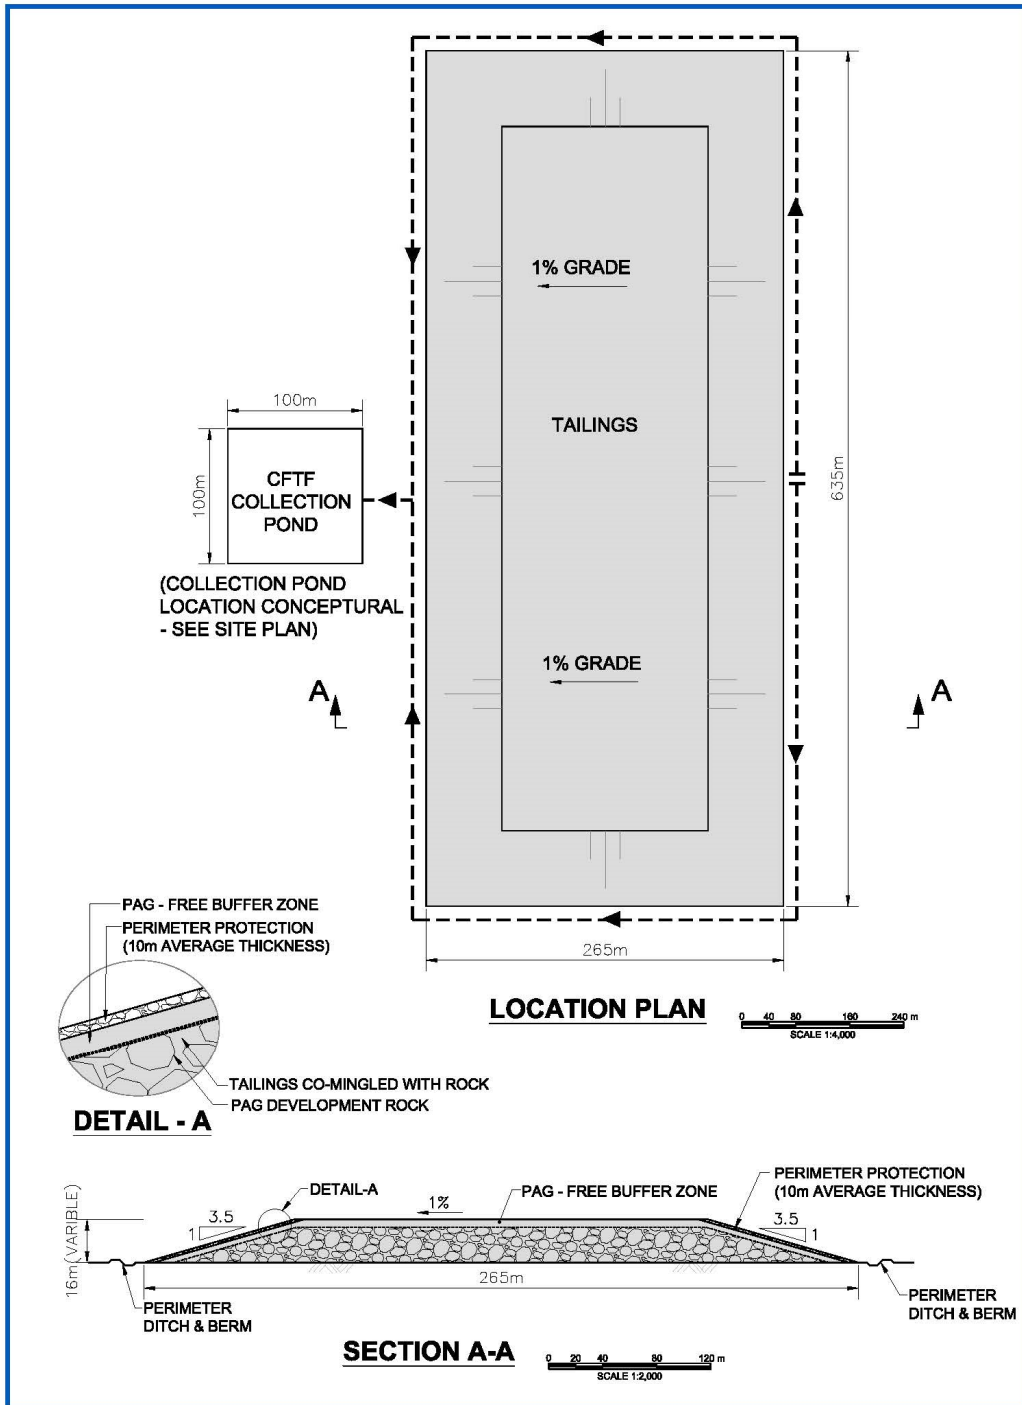 1% GRADE
TAILINGS
635m
100m
100m
CFTF
COLLECTION
POND
(COLLECTION POND
LOCATION CONCEPTURAL
- SEE SITE PLAN)
1% GRADE
A
A
265m
LOCATION PLAN
0 40 80 160 240 m
SCALE 1:4,000
PAG - FREE BUFFER ZONE
PERIMETER PROTECTION
(10m AVERAGE THICKNESS)
TAILINGS CO-MINGLED WITH ROCK
PAG DEVELOPMENT ROCK
DETAIL - A
DETAIL-A
1%
PAG - FREE BUFFER ZONE
PERIMETER PROTECTION
(10m AVERAGE THICKNESS)
3.5
1
3.5
1
16m(VARIBLE)
265m
PERIMETER
DITCH & BERM
PERIMETER
DITCH & BERM
SECTION A-A
0 20 40 80 120 m
SCALE 1:2,000